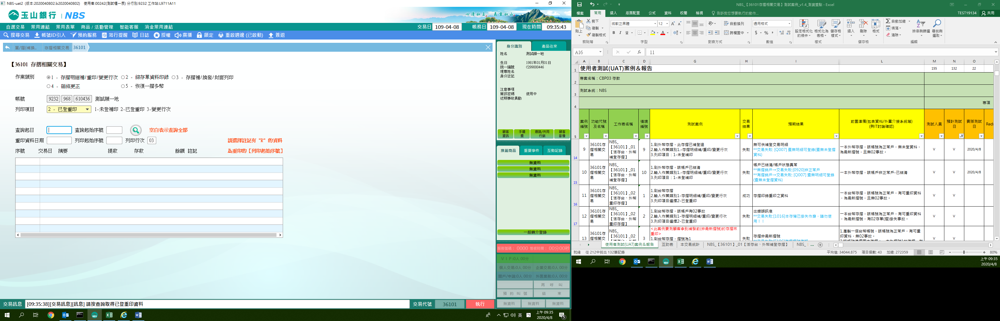 NBS-uat2 (版本:2020040802.b2020040802) 使用者:00242(測試櫃一辰) 分行別:9232 工作站:L9711A11
玉山銀行 | NBS
心清如玉 義重如山
自選交易 常用連結 常用表單 商品 / 活動管理 智能客服 消金常用連結
交易日 109-04-08 帳務日 109-04-08 現在時間 09:35:43
搜尋交易 帳號ID引入 預約服務 蒞行提醒 日誌 授權 廣播 鎖定 重啟週邊 (已啟動) 簽退
單/摺(補換.. 存摺相關交易 36101
【36101 存摺相關交易】
作業類別 1 - 存摺明細補/重印/變更行次 2 - 綜存單資料印錄 3 - 存摺補/換發/封面列印
4 - 磁條更正 5 - 恢復一摺多幣
帳號 9232 968 610436 測試顏一地
列印項目 2 - 已登重印 1-未登補印 2-已登重印 3-變更行次
查詢起日 查詢起始序號 空白表示查詢全部
重印資料日期 列印起始序號 列印行次 03 請選擇註記有 "R" 的資料
序號 交易日 摘要 提款 存款 餘額 註記 為重印的【列印起始序號】
交易訊息 [09:35:38][交易訊息][訊息] 請按查詢取得已登重印資料 交易代號 36101 執行
身分識別 產品往來
姓名 測試顏一地
生日 1981年01月01日
統一編號 C299000446
理專姓名
身分註記
注意事項
簡訊密碼 使用中
近期事故異動
顧客資訊 手續費 通路/共同行銷 顧客影像
推薦商品 重要事件 互動記錄
無資料
無資料
無資料
一般轉介登錄
服務號碼: 0000 等候時間: 00分00秒
V I P:0人 00分
個人交易:0人 00分 企業交易:0人 00分
開戶/申請:0人 00分 外匯業務:0人 00分
再 呼 叫
預 約 叫 號 結 束
無資料 無資料 無資料
英
上午 09:35
2020/4/8
5
NBS_【36101存摺相關交易】測試案例_v1.4_測資盤點 - Excel
檔案 常用 插入 版面配置 公式 資料 校閱 檢視 告訴我您想要執行的動作... TEST19134 共用
貼上 剪下 複製 複製格式 剪貼簿
微軟正黑體 12 B I U 字型
自動換列 跨欄置中 對齊方式
通用格式 $ % 數值
設定格式化的條件 格式化為表格 儲存格樣式 樣式
插入 刪除 格式 儲存格
自動加總 填滿 清除 排序與篩選 尋找與選取 編輯
A16 fx 11
A B C D G H I L M N O
1 使用者測試(UAT)案例＆報告 155 132 22
2 專案名稱：CBP03 存款
3 測試系統：NBS
4 專項
5 案例編號 功能代號及名稱 工作表名稱 情境編號 測試案例 交易結果 預期結果 前置準備(包含資料/外圍介接系統等)(與IT討論確認) 測試人員 預計測試日 實際測試日 Redm
14 9 36101存摺相關交易 NBS_【36101】_01【活存台、外幣補登存摺】 9
1.刷外幣存摺，此存摺已補登過
2.輸入作業類別1.-存摺明細補/重印/變更行次
3.列印項目：1-未登補印
失敗 無可供補登交易明細
**交易失敗: [Q007] 查無明細可登錄(查無未登摺資料)
一本外幣存摺，該帳號為正常戶，無未登資料，為最新摺號，且無02事故。 V V 2020/4/8
15 10 36101存摺相關交易 NBS_【36101】_01【活存台、外幣補登存摺】 10
1.刷外幣存摺，該帳戶已結清
2.輸入作業類別1.-存摺明細補/重印/變更行次
3.列印項目：1-未登補印
失敗 帳戶已結清/帳戶狀態異常
**無摺銷戶→交易失敗:[0920]非正常戶
**有摺銷戶→交易失敗: [Q007] 查無明細可登錄(查無未登摺資料)
一本外幣存摺，該帳戶非正常戶-已結清 V V 2020/4/8
16 11 36101存摺相關交易 NBS_【36101】_02【活存台、外幣重印存摺】 1
1.刷台幣存摺
2.輸入作業類別1-存摺明細補/重印/變更行次
3.列印項目選擇2-已登重印
成功 存摺印錄重印之資料
一本台幣存摺，該帳號為正常戶，有可重印資料，為最新摺號，且無02事故。 V V
17 12 36101存摺相關交易 NBS_【36101】_02【活存台、外幣重印存摺】 2
1.刷台幣存摺，該帳戶有02事故
2.輸入作業類別1-存摺明細補/重印/變更行次
3.列印項目選擇2-已登重印
失敗 出錯誤訊息
**交易失敗:[1016]本存簿已掛失作廢，請勿使用！！
一本台幣存摺，該帳號為正常戶，有可重印資料，為最新摺號，有02存單(摺)掛失事故。 V V
13 36101存摺相關交易 NBS_【36101】_02【活存台、外 3
<此案例要測顧客拿到補發前(非最新摺號)的存摺來重印>
1.刷台幣存摺，摺號為1
失敗 存摺非最新摺號
1.產製一個台幣帳號，該帳號為正常戶，有可重印資料，無02事故。 V V
使用者測試(UAT)案例＆報告 互助表 本交易統計 NBS_【36101】_01【活存台、外幣補登存摺】 NBS_ ...
就緒 從 212中找出 132筆記錄 平均值: 34044.875 項目個數: 43 加總: 272359 80%
上午 09:35
2020/4/8